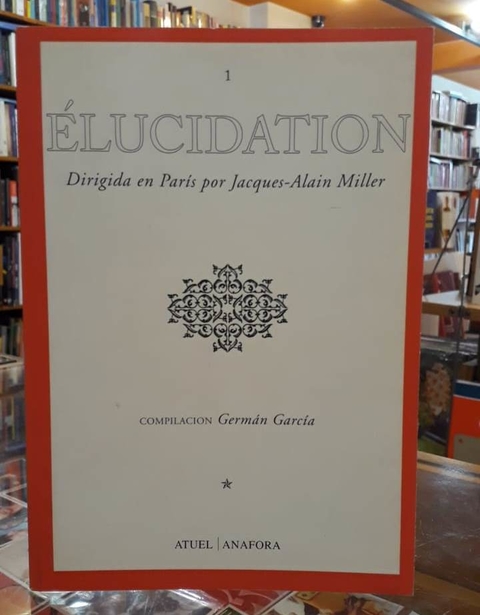 1
ÉLUCIDATION
Dirigida en París por Jacques-Alain Miller
COMPILACION Germán García
ATUEL | ANAFORA